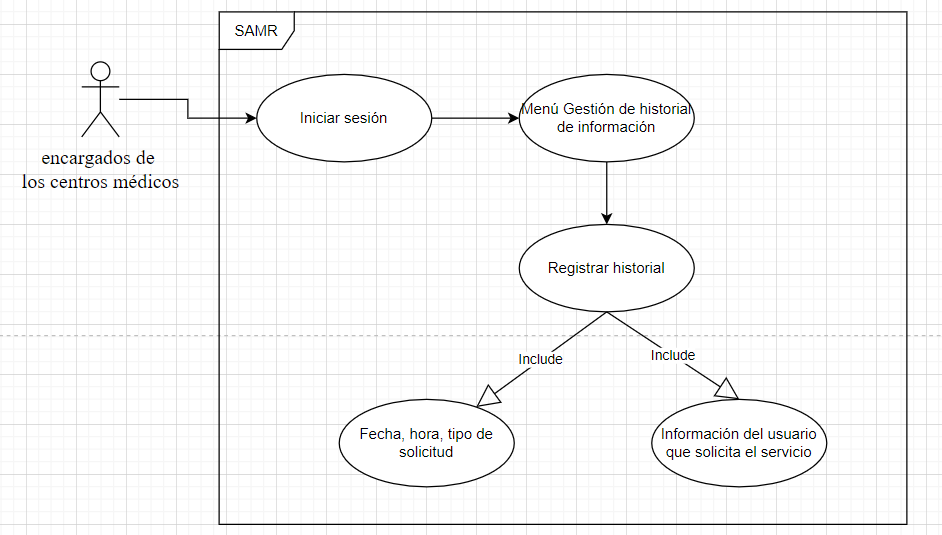 SAMR
Iniciar sesión
Menú Gestión de historial
de información
encargados de
los centros médicos
Registrar historial
Include
Include
Fecha, hora, tipo de
solicitud
Información del usuario
que solicita el servicio